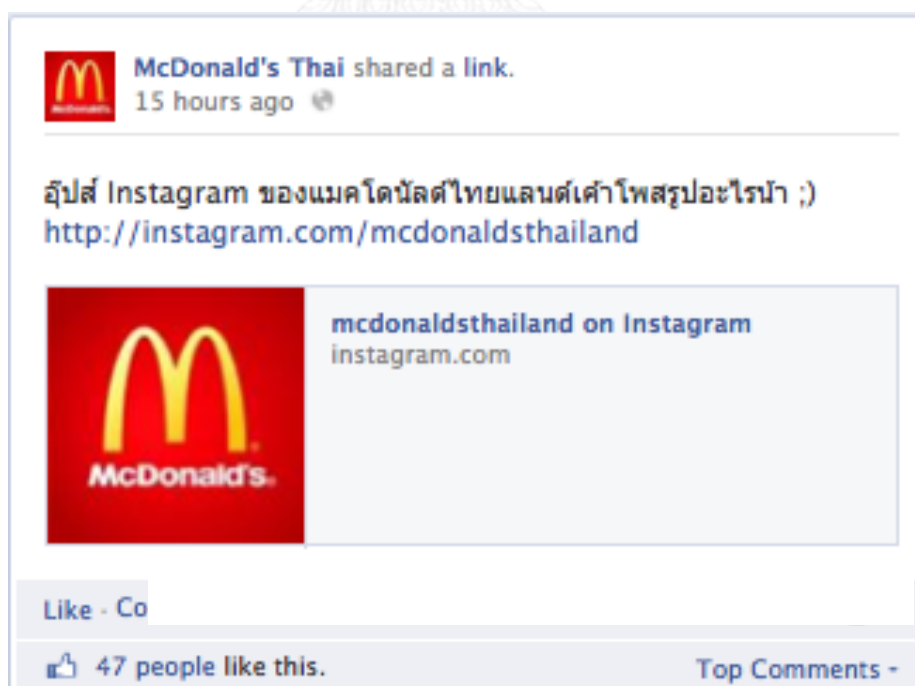 McDonald's Thai shared a link.
15 hours ago
อุ๊ปส์ Instagram ของแมคโดนัลด์ไทยแลนด์เค้าโพสรูปอะไรน้า ;)
http://instagram.com/mcdonaldsthailand
mcdonaldsthailand on Instagram
instagram.com
McDonald's
Like · Co
47 people like this.
Top Comments